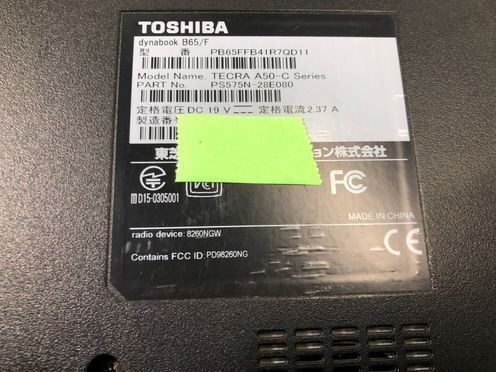 TOSHIBA
dynabook B65/F
型 番 PB65FFB41R7QD11
Model Name. TECRA A50-C Series
PART No. PS575N-28E080
定格電圧 DC 19 V 定格電流 2.37 A
製造番号
東芝 ション株式会社
D15-0305001
FC
MADE IN CHINA
radio device: 8260NGW
CE
Contains FCC ID: PD98260NG